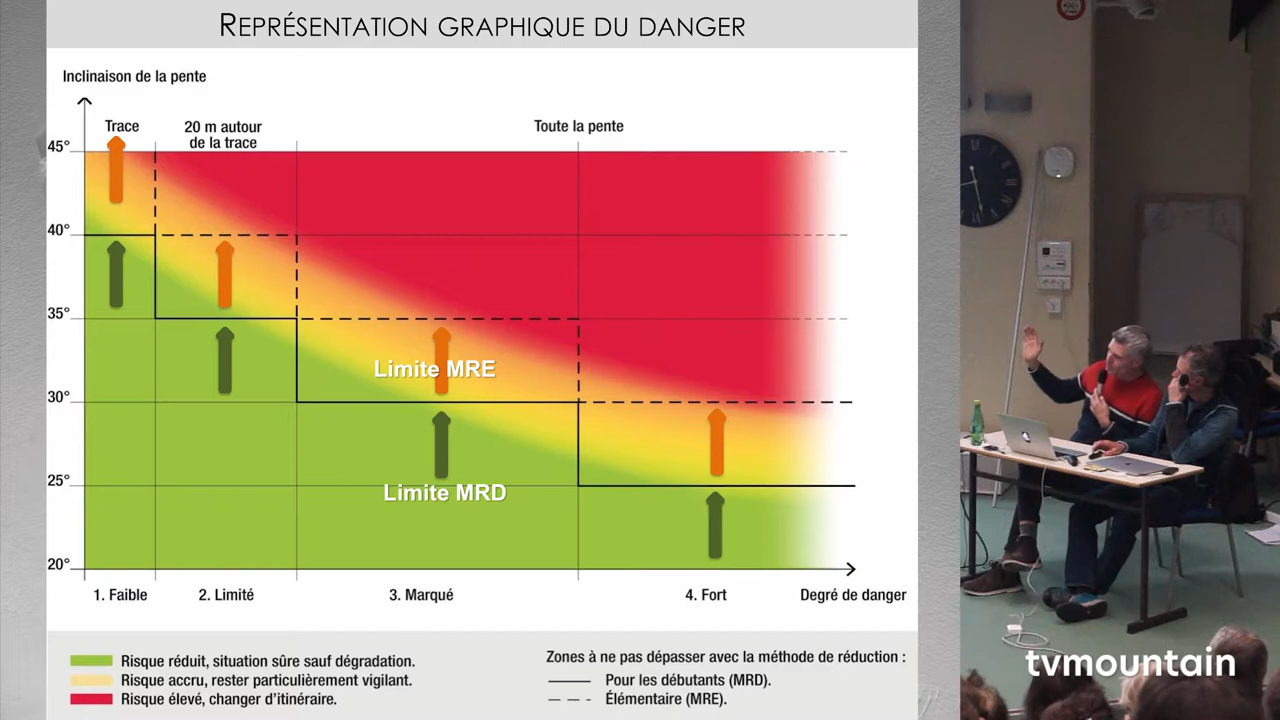 REPRÉSENTATION GRAPHIQUE DU DANGER
Inclinaison de la pente
Trace
20 m autour
de la trace
Toute la pente
45°
40°
35°
30°
25°
20°
Limite MRE
Limite MRD
1. Faible
2. Limité
3. Marqué
4. Fort
Degré de danger
Risque réduit, situation sûre sauf dégradation.
Risque accru, rester particulièrement vigilant.
Risque élevé, changer d'itinéraire.
Zones à ne pas dépasser avec la méthode de réduction :
Pour les débutants (MRD).
Élémentaire (MRE).
tvmountain